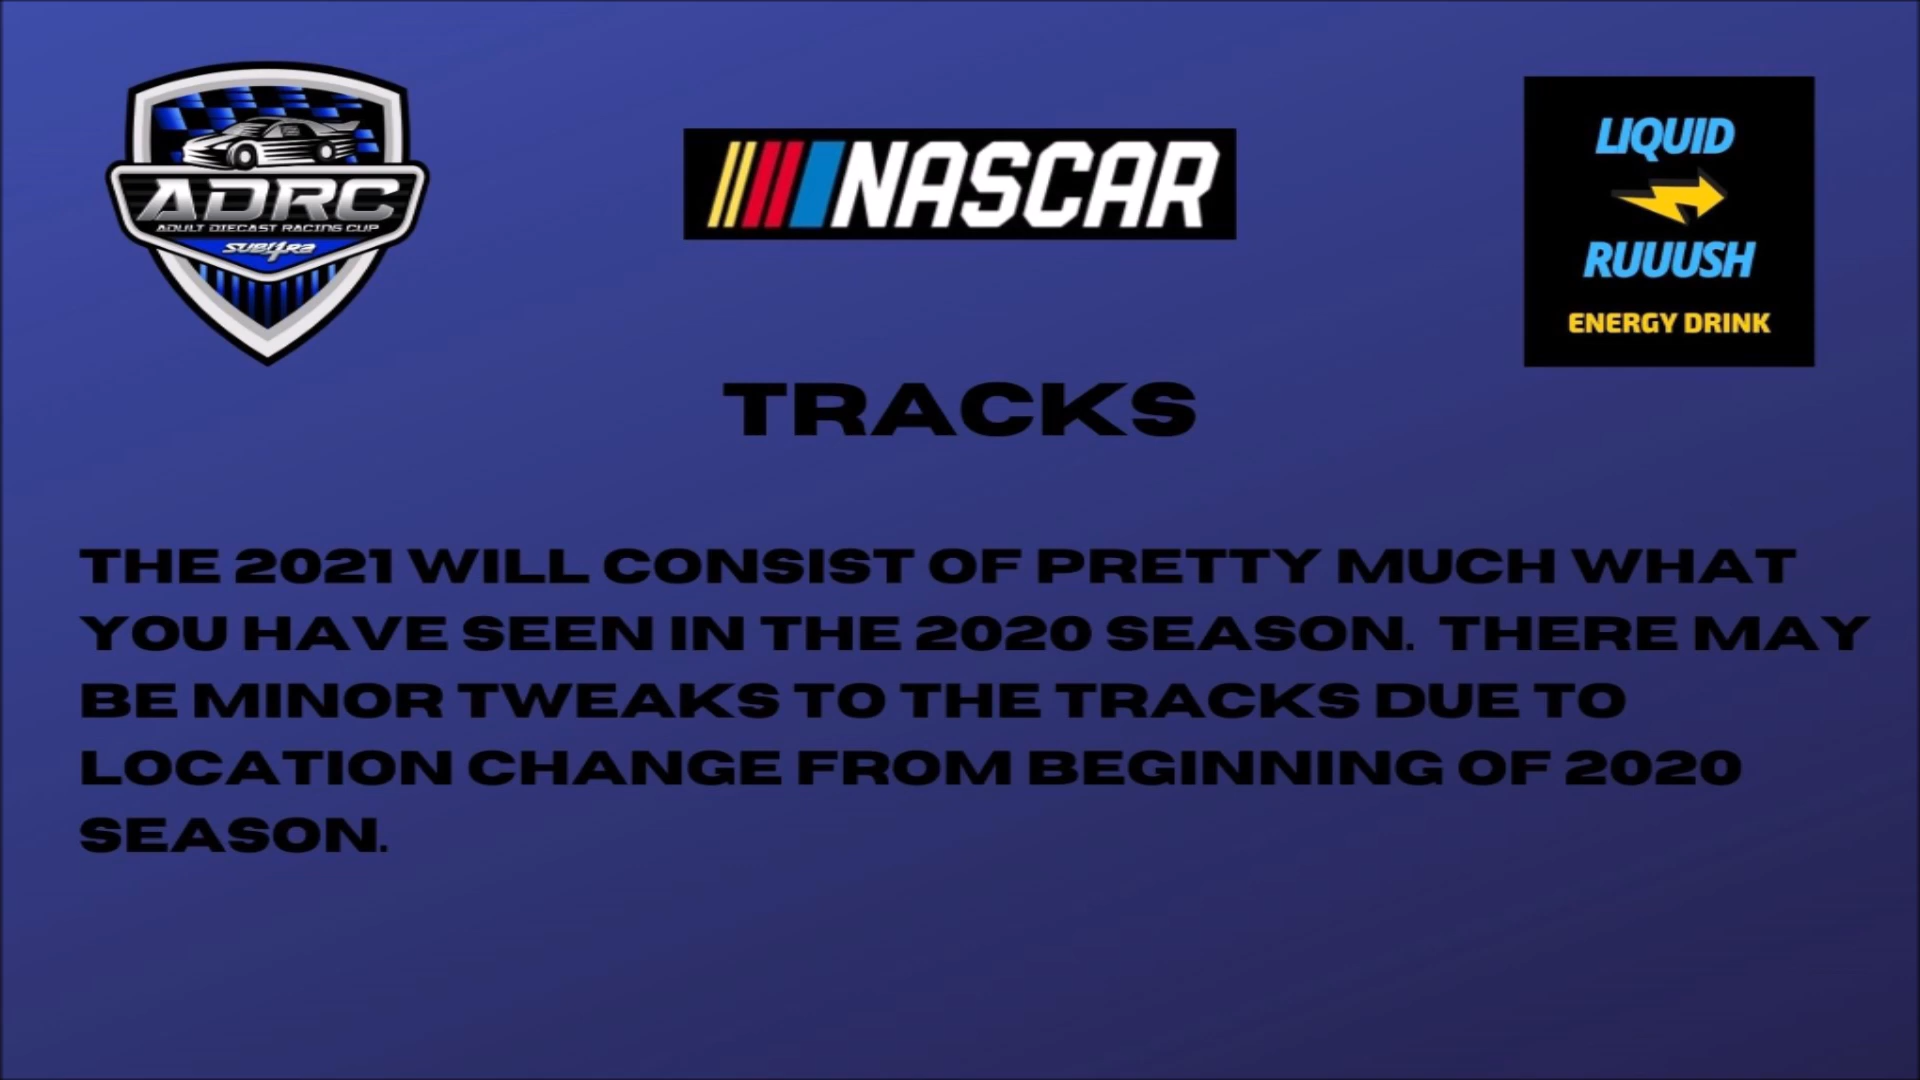 ADRC
ADULT DIECAST RACING CUP
SUBI4RA
NASCAR
LIQUID
RUUUSH
ENERGY DRINK
TRACKS
THE 2021 WILL CONSIST OF PRETTY MUCH WHAT
YOU HAVE SEEN IN THE 2020 SEASON. THERE MAY
BE MINOR TWEAKS TO THE TRACKS DUE TO
LOCATION CHANGE FROM BEGINNING OF 2020
SEASON.